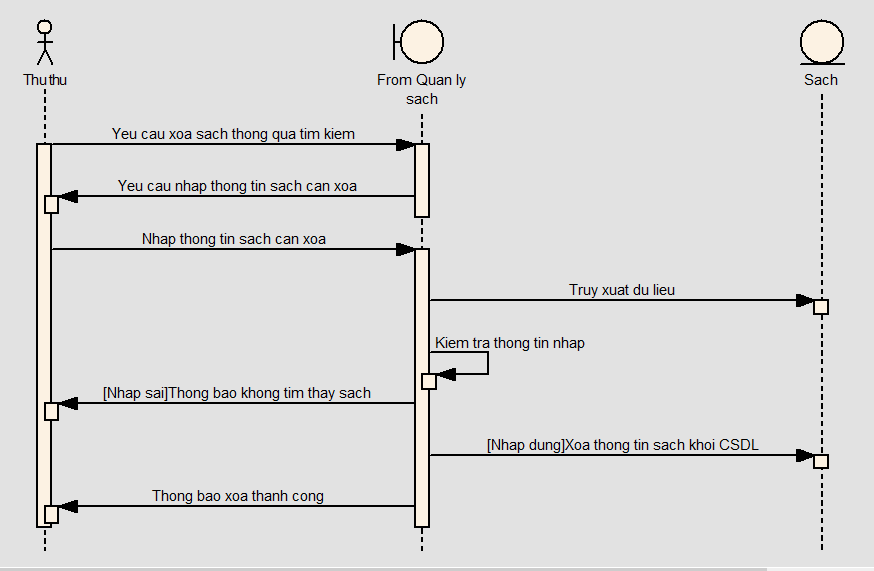 Thu thu
From Quan ly
sach
Sach
Yeu cau xoa sach thong qua tim kiem
Yeu cau nhap thong tin sach can xoa
Nhap thong tin sach can xoa
Truy xuat du lieu
Kiem tra thong tin nhap
[Nhap sai]Thong bao khong tim thay sach
[Nhap dung]Xoa thong tin sach khoi CSDL
Thong bao xoa thanh cong